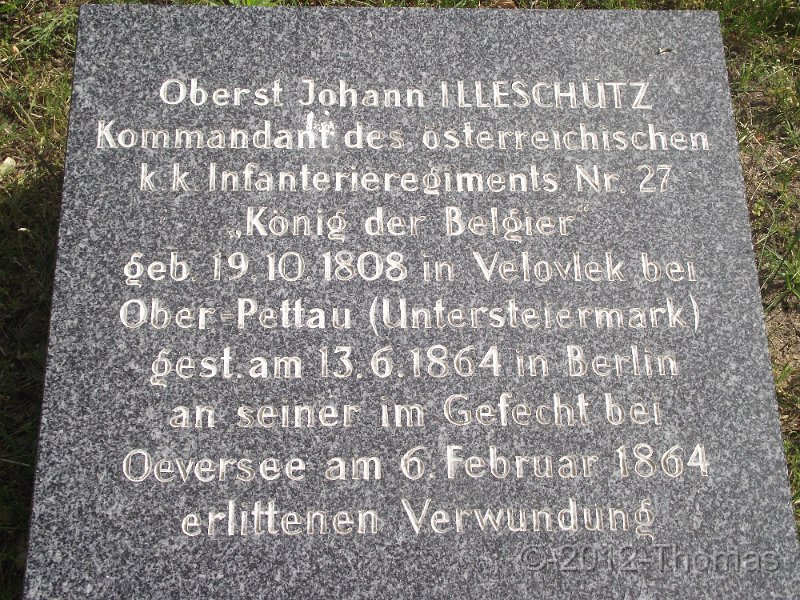 Oberst Johann ILLESCHÜTZ
Kommandant des österreichischen
k.k. Infanterieregiments Nr. 27
„König der Belgier“
geb. 19.10.1808 in Velovlek bei
Ober-Pettau (Untersteiermark)
gest. am 13.6.1864 in Berlin
an seiner im Gefecht bei
Oeversee am 6. Februar 1864
erlittenen Verwundung
©-2012-Thomas